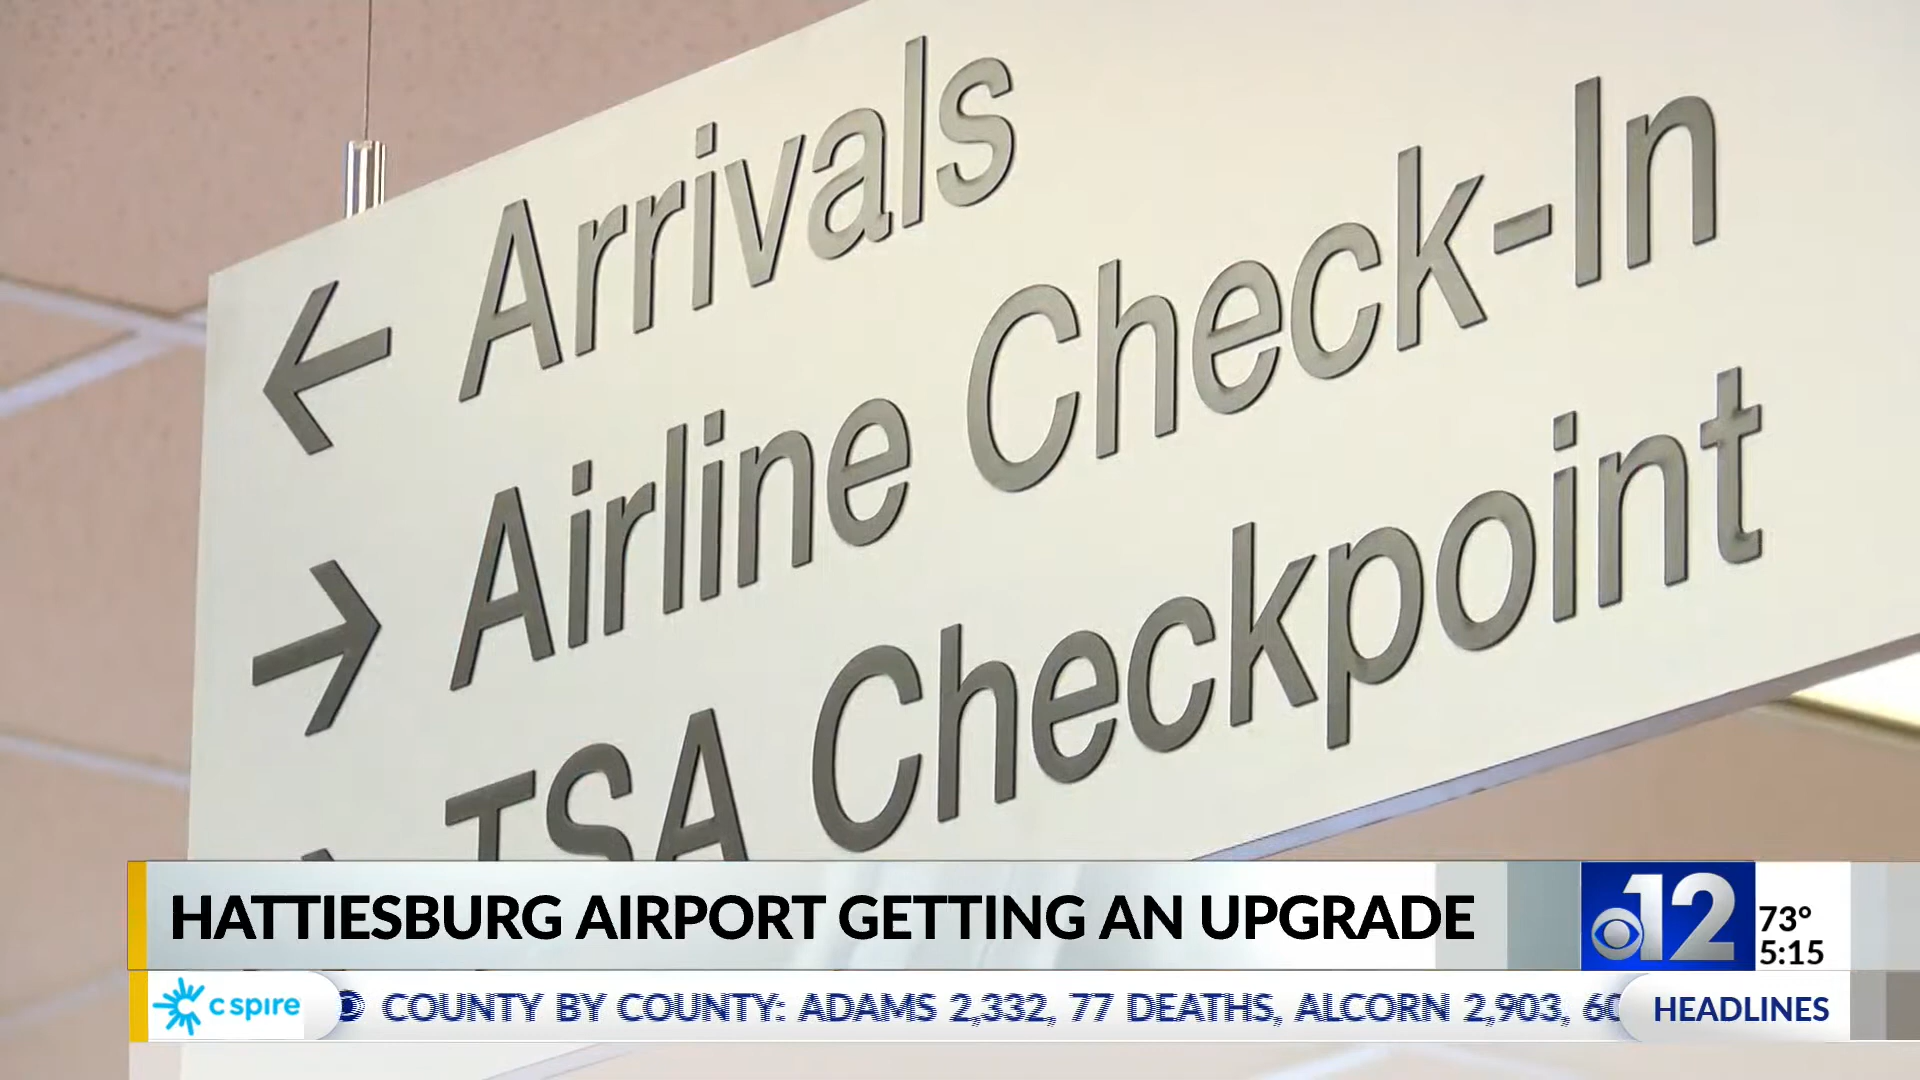 ← Arrivals
→ Airline Check-In
TSA Checkpoint
HATTIESBURG AIRPORT GETTING AN UPGRADE
12
73°
5:15
c spire
COUNTY BY COUNTY: ADAMS 2,332, 77 DEATHS, ALCORN 2,903,
HEADLINES